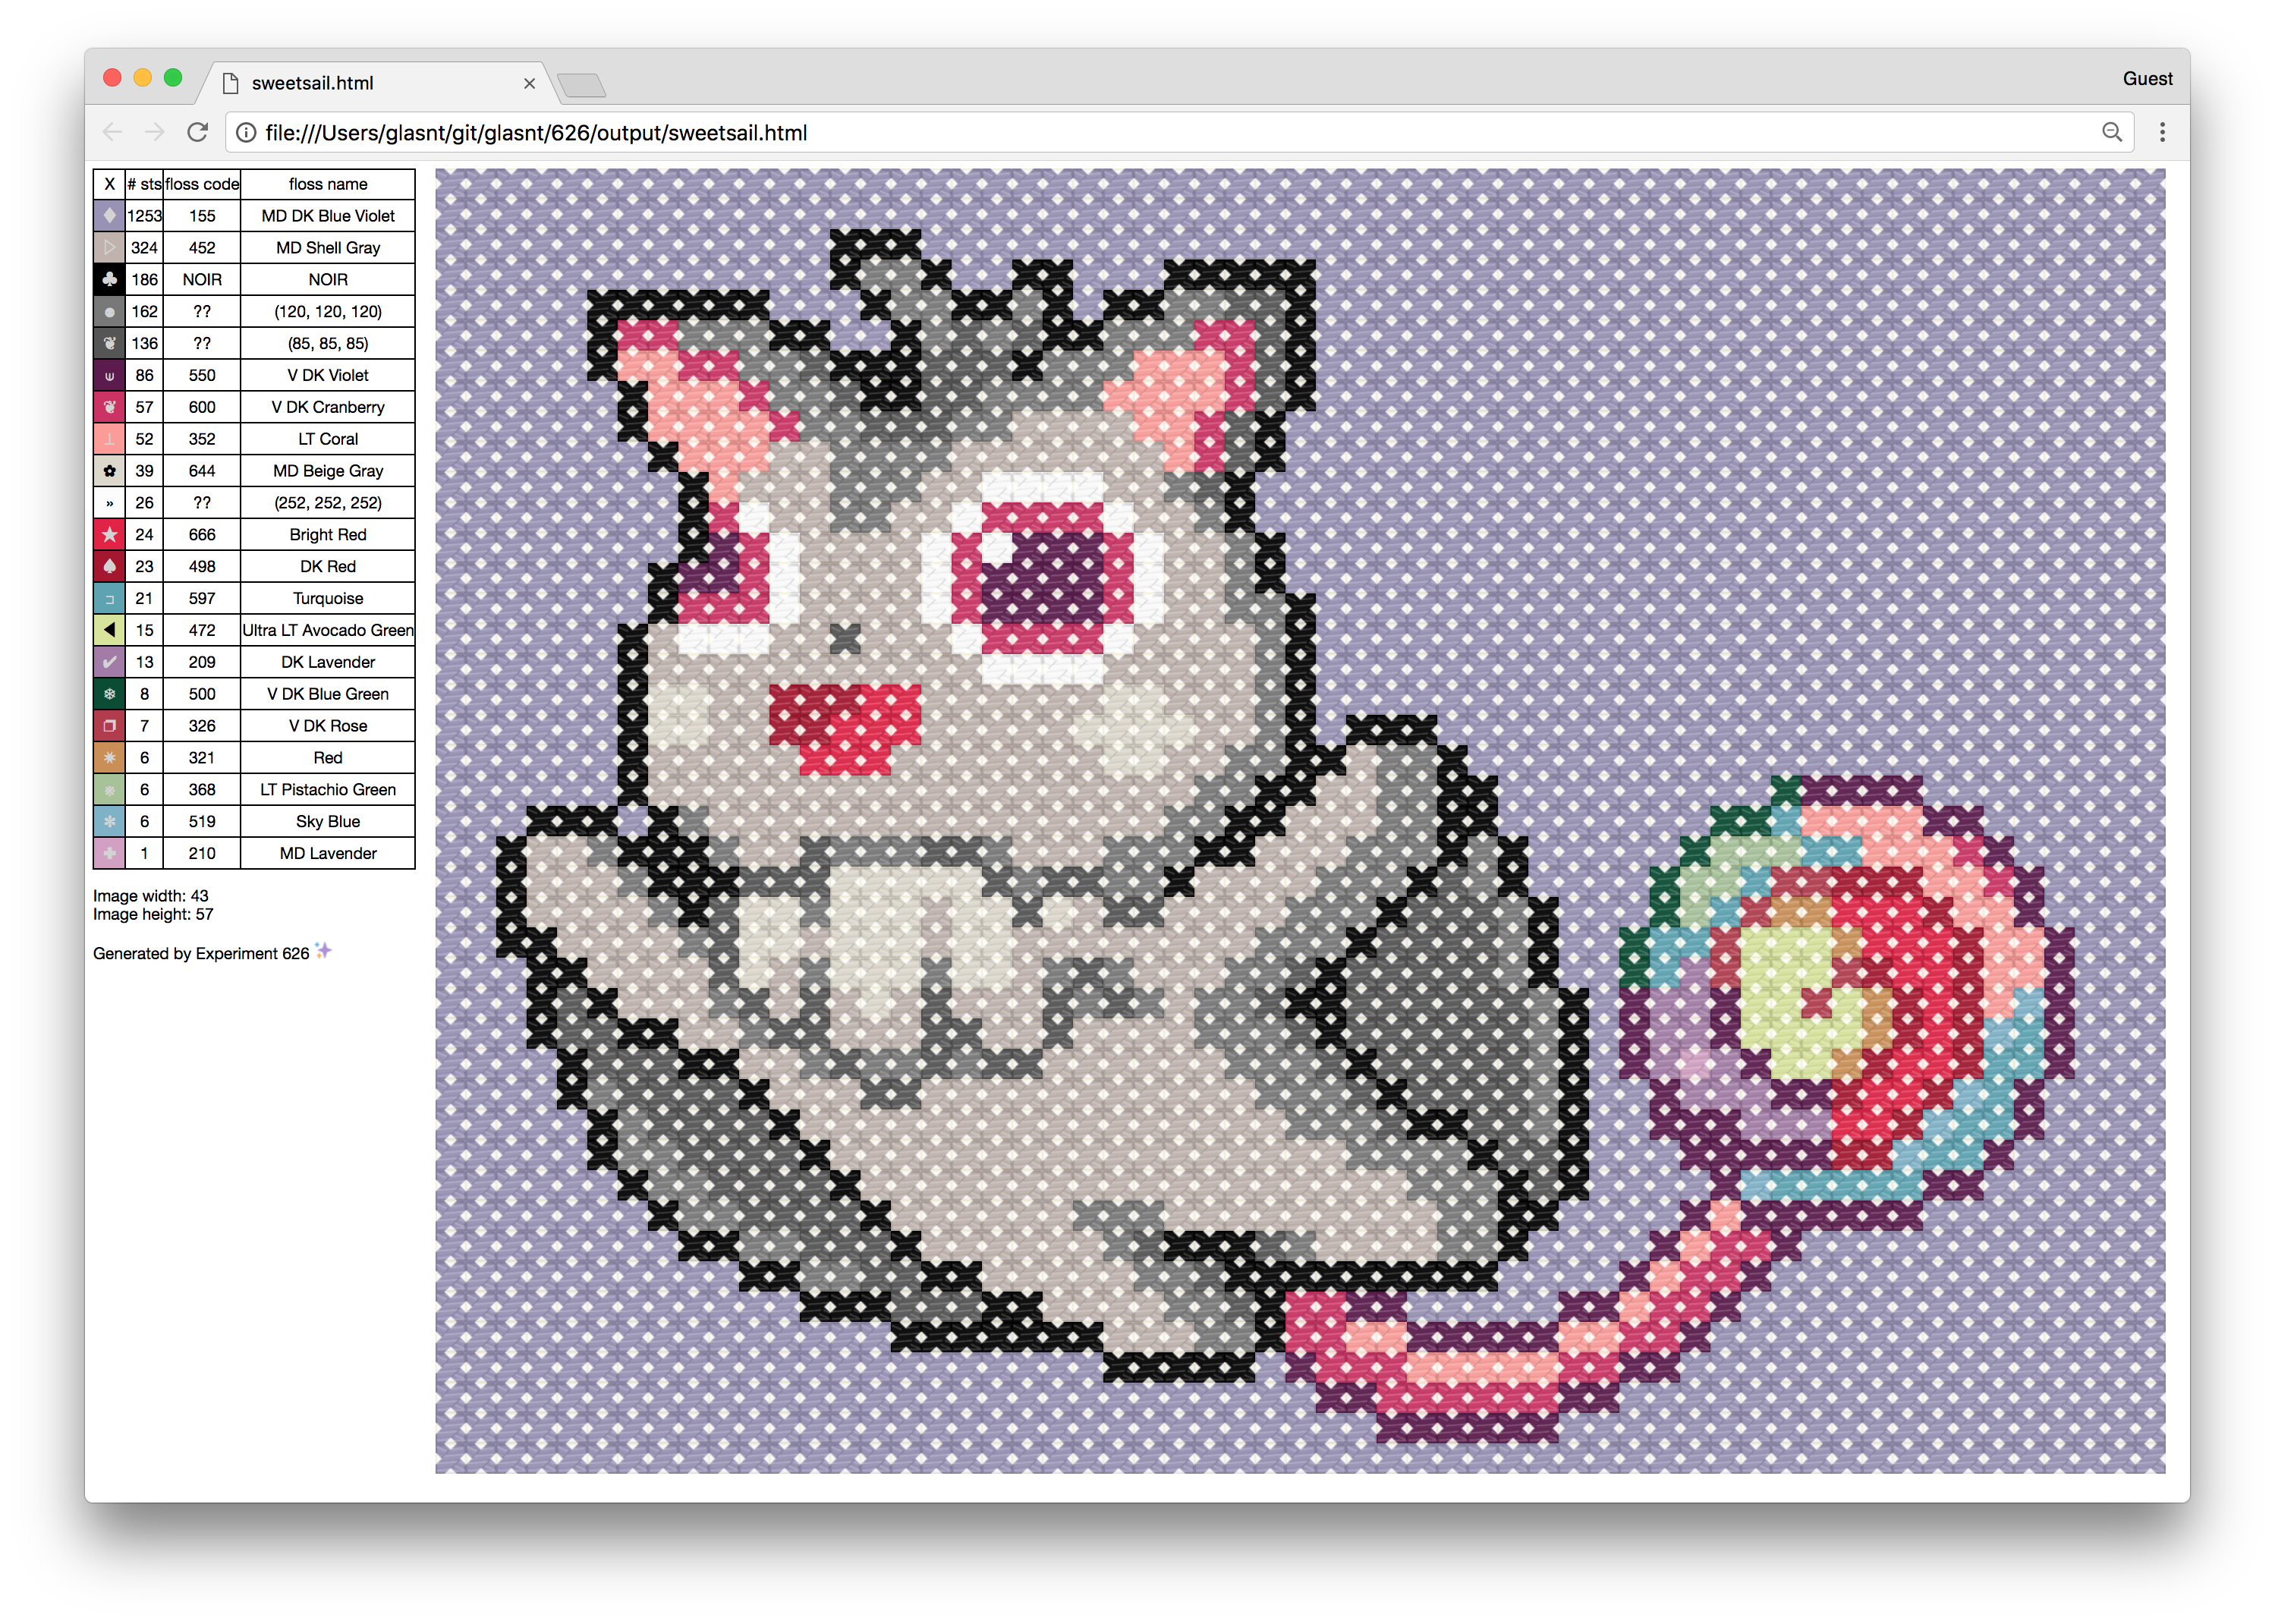 sweetsail.html
Guest
file:///Users/glasnt/git/glasnt/626/output/sweetsail.html
X # sts floss code floss name
1253 155 MD DK Blue Violet
324 452 MD Shell Gray
186 NOIR NOIR
162 ?? (120, 120, 120)
136 ?? (85, 85, 85)
86 550 V DK Violet
57 600 V DK Cranberry
52 352 LT Coral
39 644 MD Beige Gray
» 26 ?? (252, 252, 252)
24 666 Bright Red
23 498 DK Red
21 597 Turquoise
15 472 Ultra LT Avocado Green
13 209 DK Lavender
8 500 V DK Blue Green
7 326 V DK Rose
6 321 Red
6 368 LT Pistachio Green
6 519 Sky Blue
1 210 MD Lavender
Image width: 43
Image height: 57
Generated by Experiment 626